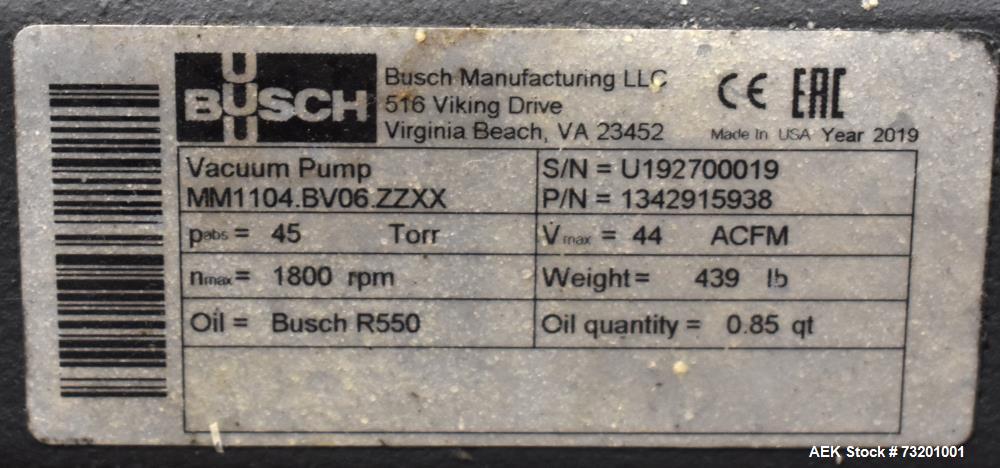 BUSCH
BUSCH
Busch Manufacturing LLC
516 Viking Drive
Virginia Beach, VA 23452
CE EAC
Made In USA Year 2019
Vacuum Pump
MM1104.BV06.ZZXX
S/N = U192700019
P/N = 1342915938
pabs = 45 Torr
Vmax = 44 ACFM
nmax = 1800 rpm
Weight = 439 lb
Oil = Busch R550
Oil quantity = 0.85 qt
AEK Stock # 73201001